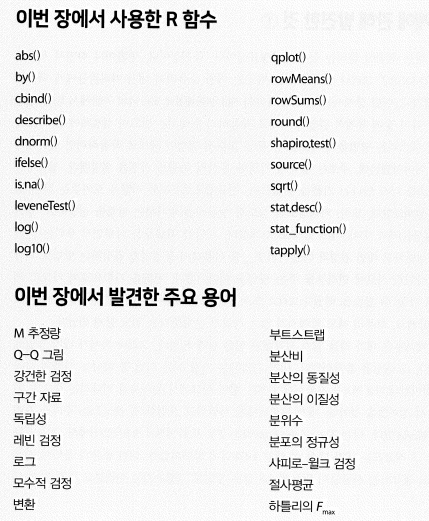 이번 장에서 사용한 R 함수
abs()
by()
cbind()
describe()
dnorm()
ifelse()
is.na()
leveneTest()
log()
log10()
qplot()
rowMeans()
rowSums()
round()
shapiro.test()
source()
sqrt()
stat.desc()
stat_function()
tapply()
이번 장에서 발견한 주요 용어
M 추정량
Q-Q 그림
강건한 검정
구간 자료
독립성
레빈 검정
로그
모수적 검정
변환
부트스트랩
분산비
분산의 동질성
분산의 이질성
분위수
분포의 정규성
샤피로-윌크 검정
절사평균
하틀리의 Fmax